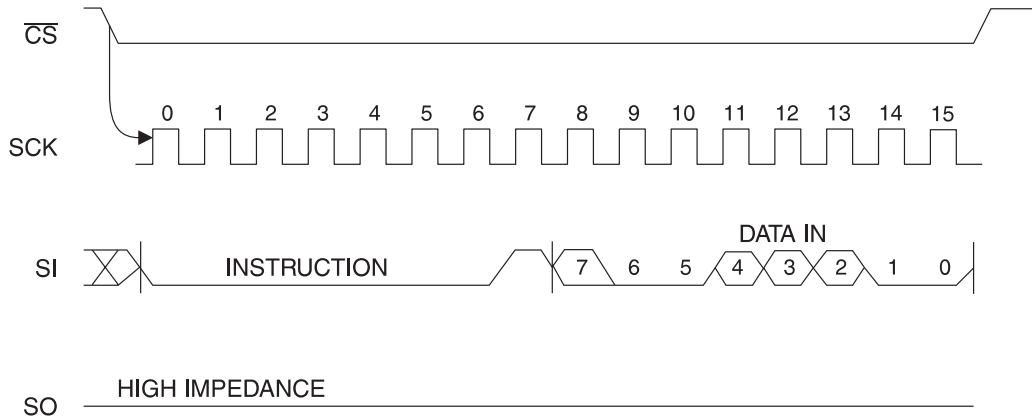 CS
0 1 2 3 4 5 6 7 8 9 10 11 12 13 14 15
SCK
DATA IN
SI INSTRUCTION 7 6 5 4 3 2 1 0
HIGH IMPEDANCE
SO